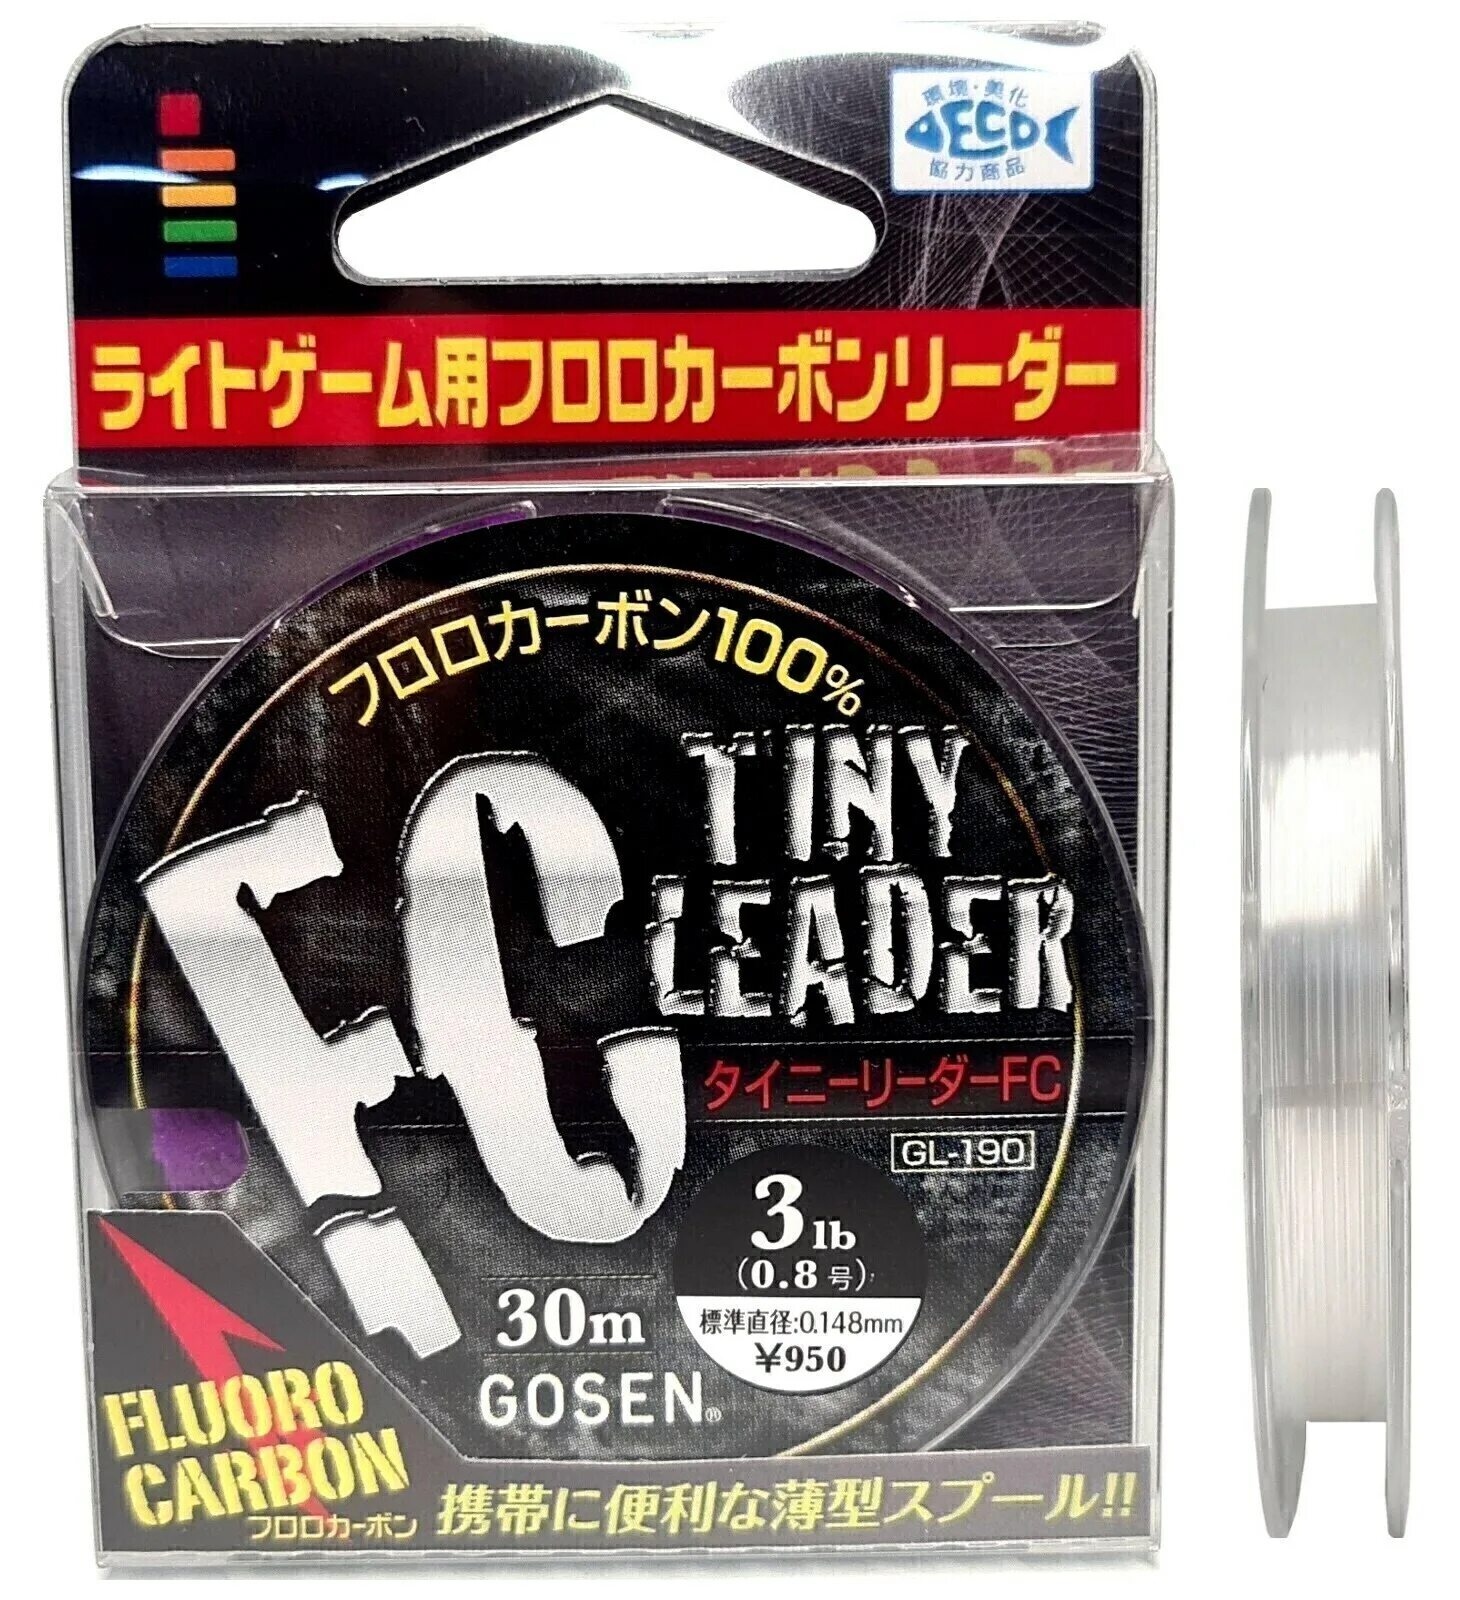 環境・美化
ECO
協力商品
ライトゲーム用フロロカーボンリーダー
フロロカーボン100%
FC
TINY
LEADER
タイニーリーダーFC
GL-190
3lb
(0.8号)
標準直径:0.148mm
¥950
30m
GOSEN®
FLUORO
CARBON
フロロカーボン
携帯に便利な薄型スプール!!